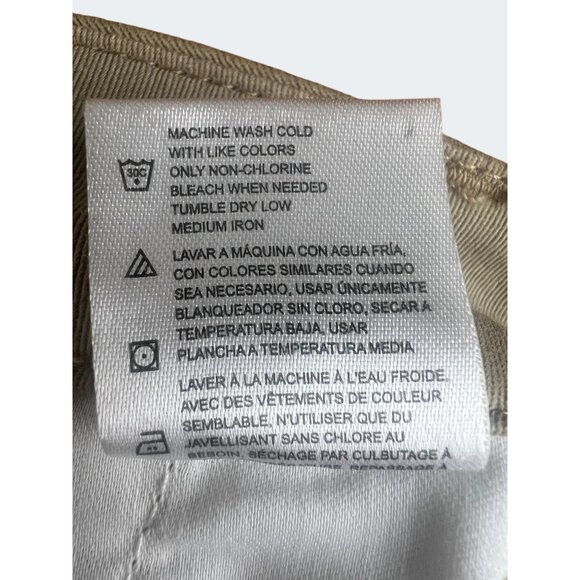 MACHINE WASH COLD
WITH LIKE COLORS
30C
ONLY NON-CHLORINE
BLEACH WHEN NEEDED
TUMBLE DRY LOW
MEDIUM IRON
LAVAR A MÁQUINA CON AGUA FRÍA,
CON COLORES SIMILARES CUANDO
SEA NECESARIO, USAR ÚNICAMENTE
BLANQUEADOR SIN CLORO, SECAR A
TEMPERATURA BAJA, USAR
PLANCHA A TEMPERATURA MEDIA
LAVER À LA MACHINE À L'EAU FROIDE,
AVEC DES VÊTEMENTS DE COULEUR
SEMBLABLE, N'UTILISER QUE DU
JAVELLISANT SANS CHLORE AU
BESOIN, SÉCHAGE PAR CULBUTAGE À
REPASSAGE À